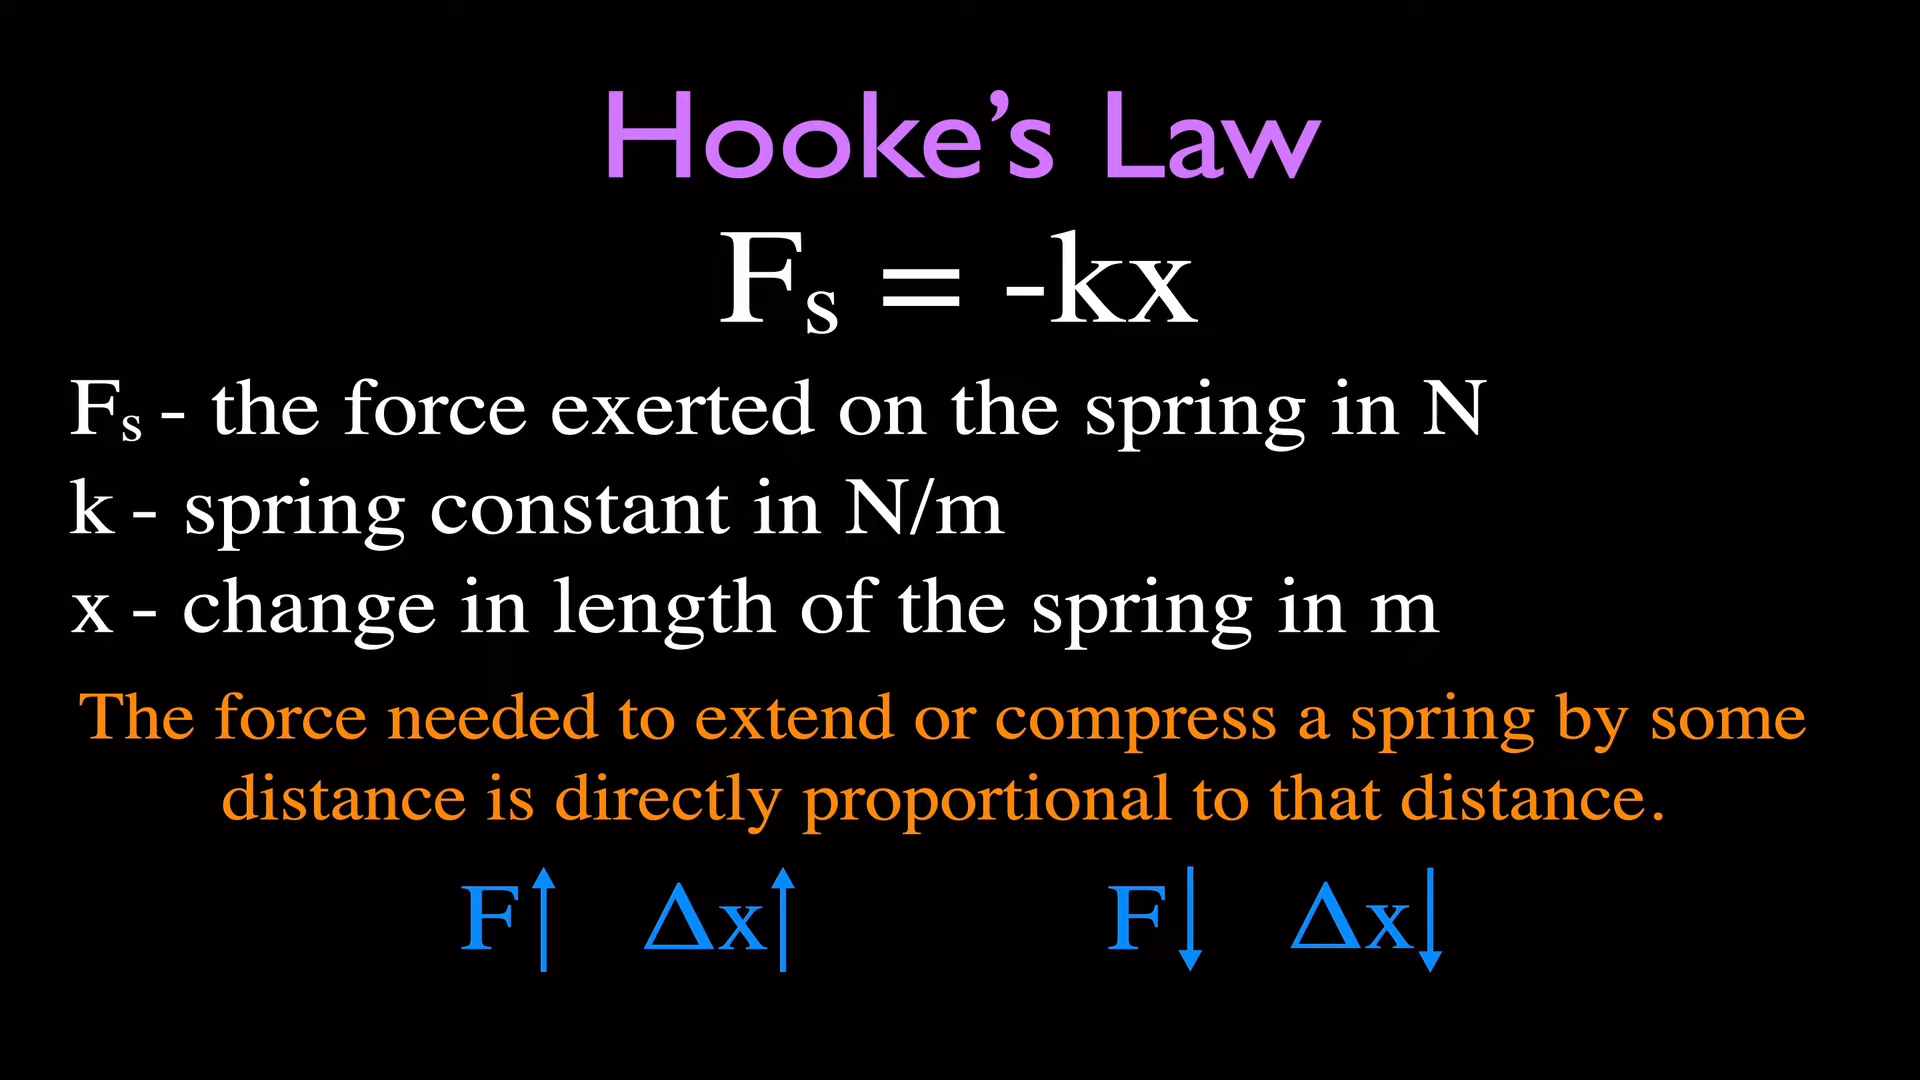 Hooke’s Law
Fₛ = -kx
Fₛ - the force exerted on the spring in N
k - spring constant in N/m
x - change in length of the spring in m
The force needed to extend or compress a spring by some
distance is directly proportional to that distance.
F↑ Δx↑ F↓ Δx↓